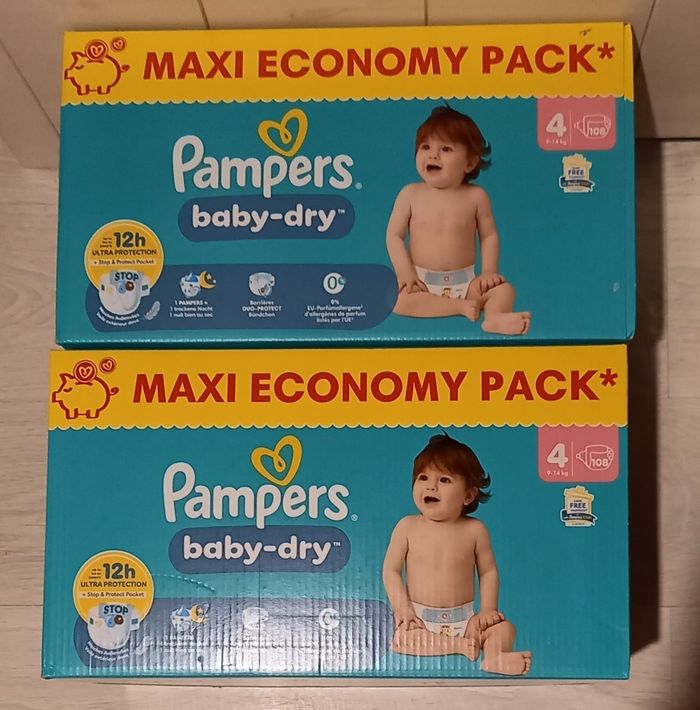 MAXI ECONOMY PACK*
4
108
9-14 kg
FREE
Pampers®
baby-dry™
12h
ULTRA PROTECTION
+ Stop & Protect Pocket
STOP
1 PAMPERS =
1 trockene Nacht
1 nuit bien au sec
Barrières
DUO-PROTECT
Bündchen
0%
0%
EU-Parfümallergene
d'allergènes de parfum
listés par l'UE
MAXI ECONOMY PACK*
4
108
9-14 kg
FREE
Pampers®
baby-dry™
12h
ULTRA PROTECTION
+ Stop & Protect Pocket
STOP